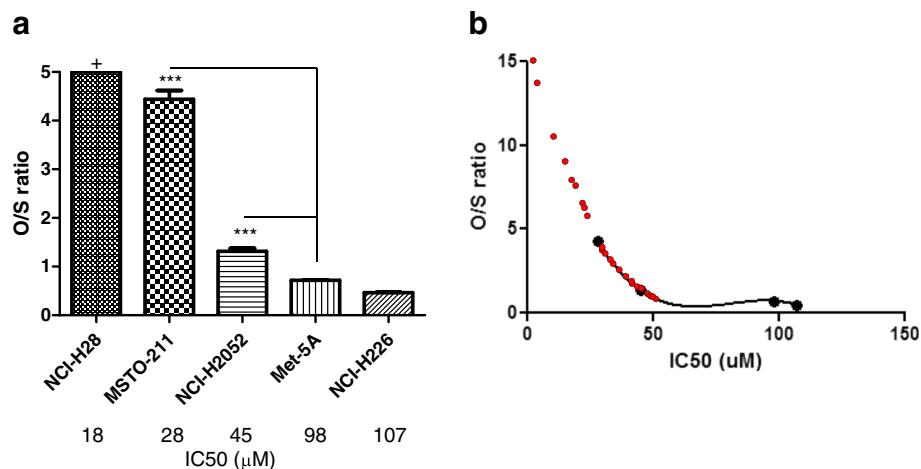 a
O/S ratio
5
4
3
2
1
0
+
***
***
NCI-H28
MSTO-211
NCI-H2052
Met-5A
NCI-H226
18 28 45 98 107
IC50 (µM)
b
O/S ratio
15
10
5
0
0 50 100 150
IC50 (uM)